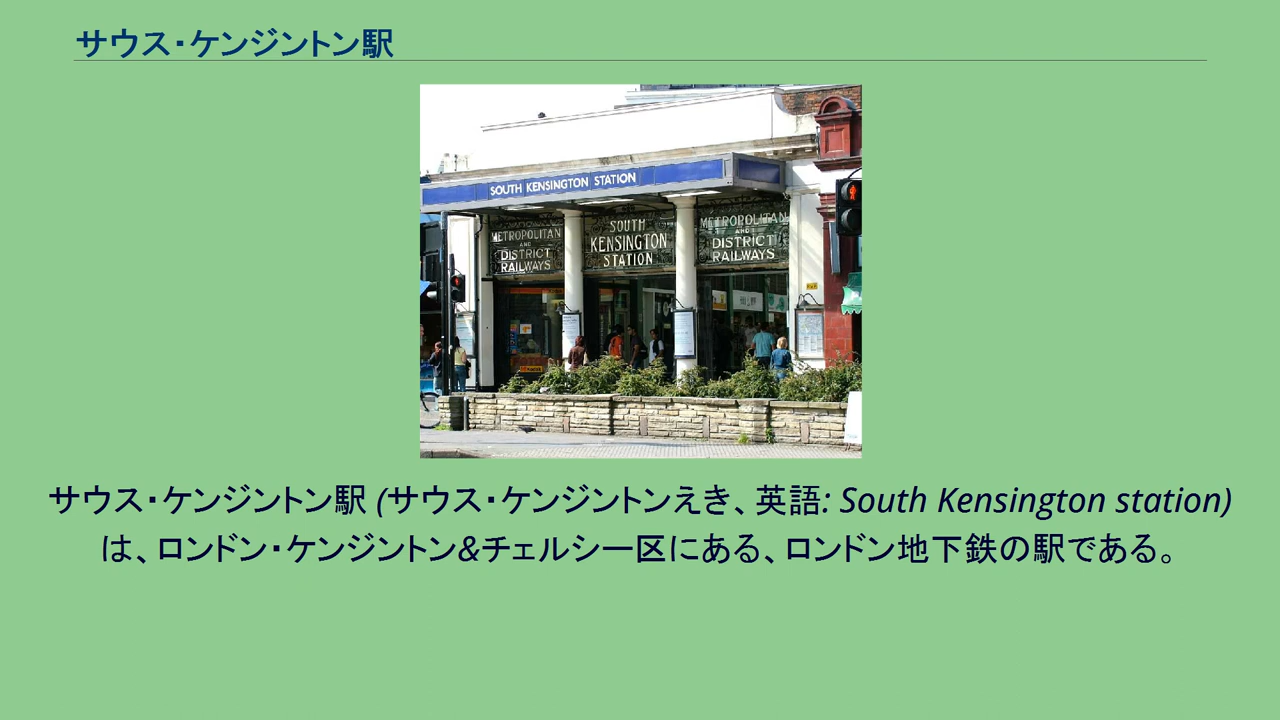 サウス・ケンジントン駅
SOUTH KENSINGTON STATION
METROPOLITAN
AND
DISTRICT
RAILWAYS
SOUTH
KENSINGTON
STATION
METROPOLITAN
AND
DISTRICT
RAILWAYS
サウス・ケンジントン駅 (サウス・ケンジントンえき、英語: South Kensington station)
は、ロンドン・ケンジントン&チェルシー区にある、ロンドン地下鉄の駅である。